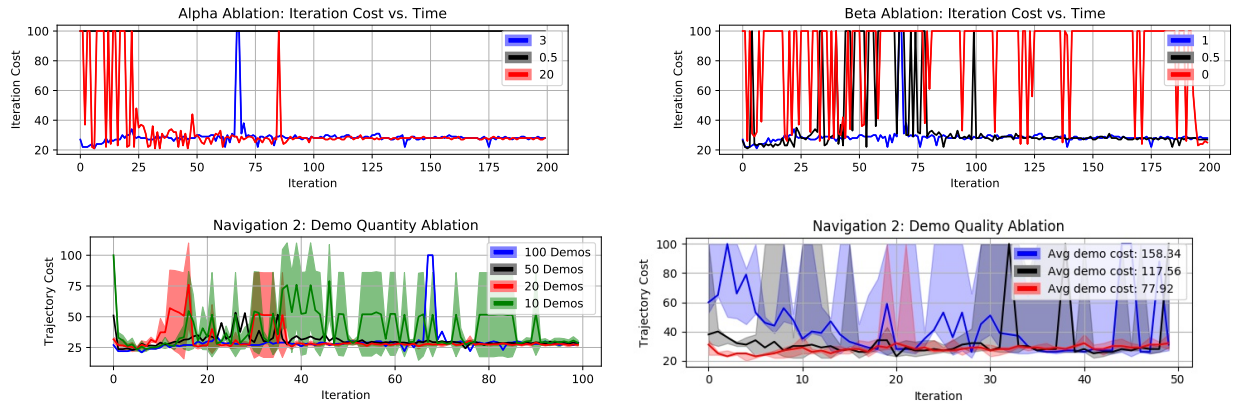 Alpha Ablation: Iteration Cost vs. Time
Iteration Cost
100
80
60
40
20
3
0.5
20
0
25
50
75
100
125
150
175
200
Iteration
Beta Ablation: Iteration Cost vs. Time
Iteration Cost
100
80
60
40
20
1
0.5
0
0
25
50
75
100
125
150
175
200
Iteration
Navigation 2: Demo Quantity Ablation
Trajectory Cost
100
75
50
25
100 Demos
50 Demos
20 Demos
10 Demos
0
20
40
60
80
100
Iteration
Navigation 2: Demo Quality Ablation
Trajectory Cost
100
80
60
40
20
Avg demo cost: 158.34
Avg demo cost: 117.56
Avg demo cost: 77.92
0
10
20
30
40
50
Iteration